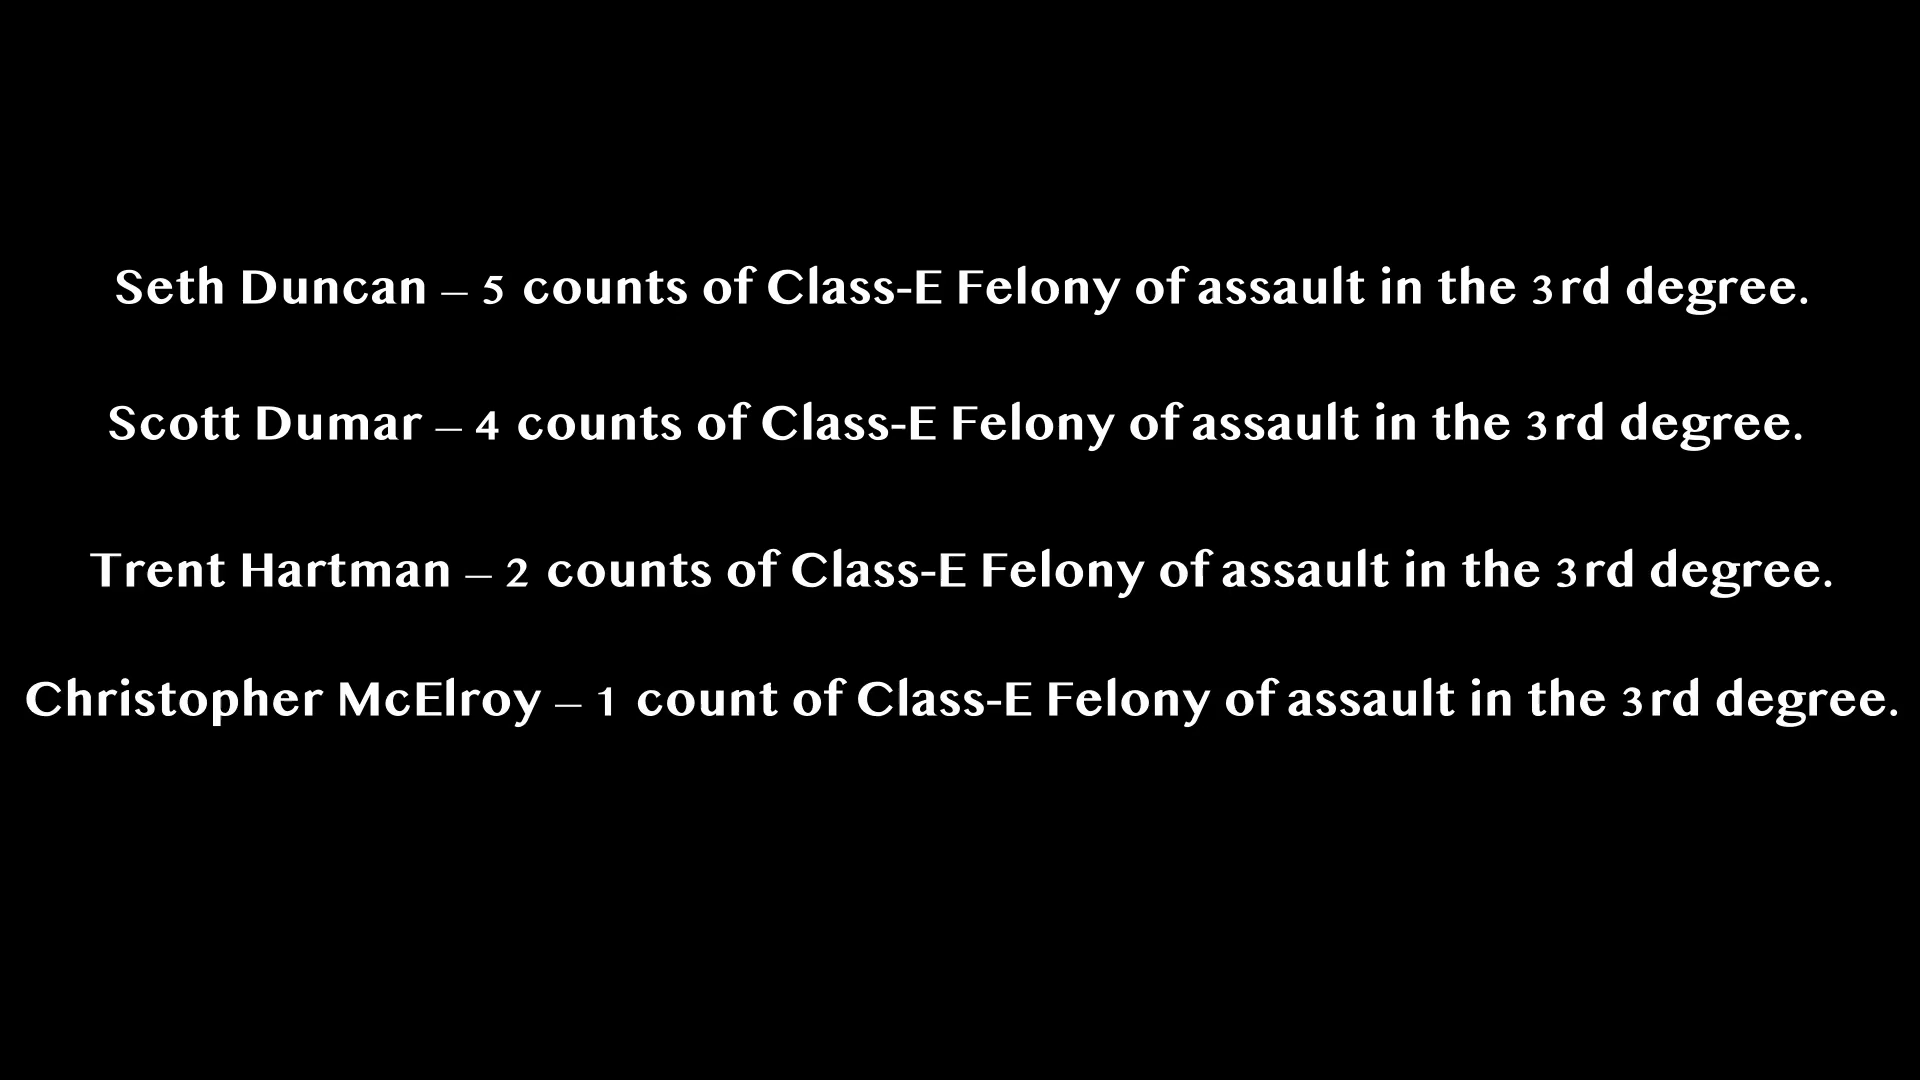 Seth Duncan – 5 counts of Class-E Felony of assault in the 3rd degree.
Scott Dumar – 4 counts of Class-E Felony of assault in the 3rd degree.
Trent Hartman – 2 counts of Class-E Felony of assault in the 3rd degree.
Christopher McElroy – 1 count of Class-E Felony of assault in the 3rd degree.